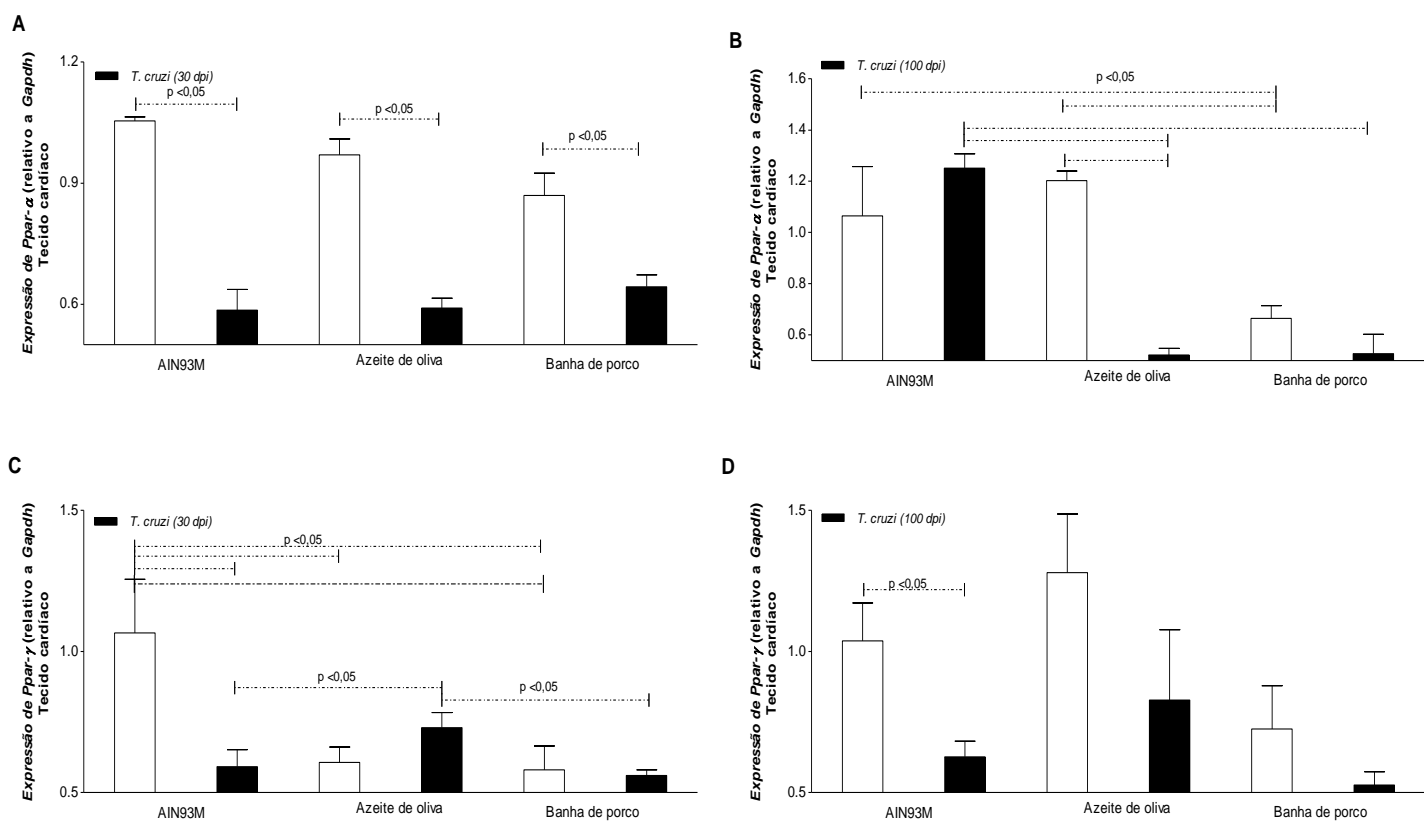 A
Expressão de Ppar-α (relativo a Gapdh)
Tecido cardíaco
1.2
0.9
0.6
T. cruzi (30 dpi)
p <0,05
p <0,05
p <0,05
AIN93M
Azeite de oliva
Banha de porco
B
Expressão de Ppar-α (relativo a Gapdh)
Tecido cardíaco
1.6
1.4
1.2
1.0
0.6
T. cruzi (100 dpi)
p <0,05
AIN93M
Azeite de oliva
Banha de porco
C
Expressão de Ppar-γ (relativo a Gapdh)
Tecido cardíaco
1.5
1.0
0.5
T. cruzi (30 dpi)
p <0,05
p <0,05
p <0,05
AIN93M
Azeite de oliva
Banha de porco
D
Expressão de Ppar-γ (relativo a Gapdh)
Tecido cardíaco
1.5
1.0
0.5
T. cruzi (100 dpi)
p <0,05
AIN93M
Azeite de oliva
Banha de porco